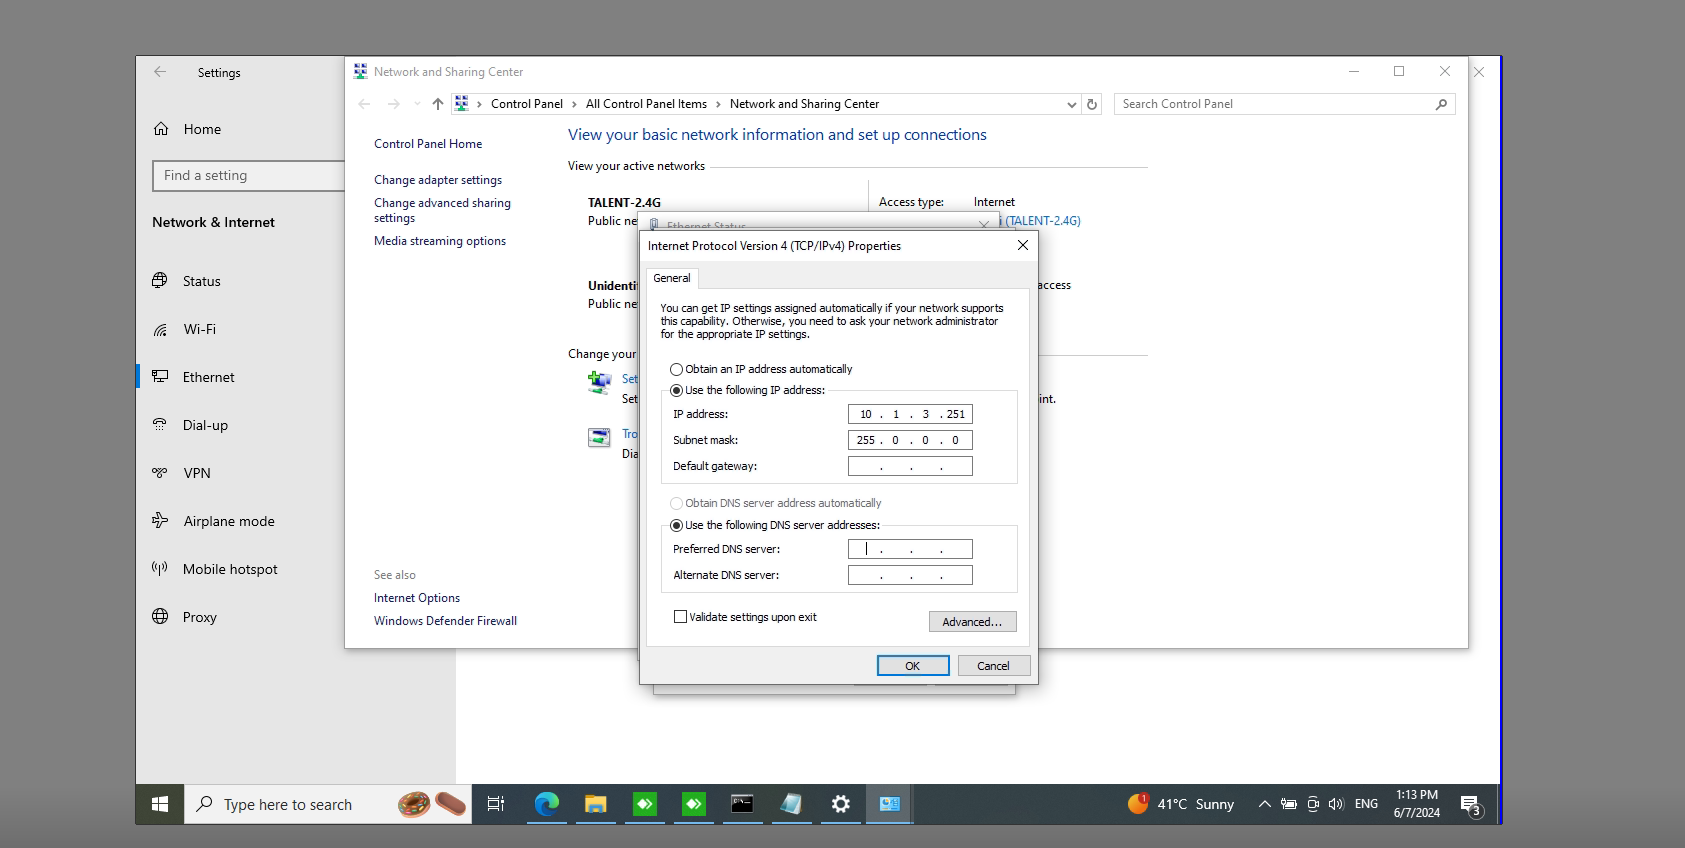 Settings
Home
Find a setting
Network & Internet
Status
Wi-Fi
Ethernet
Dial-up
VPN
Airplane mode
Mobile hotspot
Proxy
Network and Sharing Center
Control Panel > All Control Panel Items > Network and Sharing Center
Search Control Panel
Control Panel Home
Change adapter settings
Change advanced sharing
settings
Media streaming options
See also
Internet Options
Windows Defender Firewall
View your basic network information and set up connections
View your active networks
TALENT-2.4G
Public ne
Access type: Internet
i (TALENT-2.4G)
Unidenti
Public ne
access
Change your
Set
Set
int.
Tro
Dia
Ethernet Status
Internet Protocol Version 4 (TCP/IPv4) Properties
General
You can get IP settings assigned automatically if your network supports
this capability. Otherwise, you need to ask your network administrator
for the appropriate IP settings.
Obtain an IP address automatically
Use the following IP address:
IP address: 10 . 1 . 3 . 251
Subnet mask: 255 . 0 . 0 . 0
Default gateway: . . .
Obtain DNS server address automatically
Use the following DNS server addresses:
Preferred DNS server: . . .
Alternate DNS server: . . .
Validate settings upon exit
Advanced...
OK
Cancel
Type here to search
1
41°C Sunny
ENG
1:13 PM
6/7/2024
3